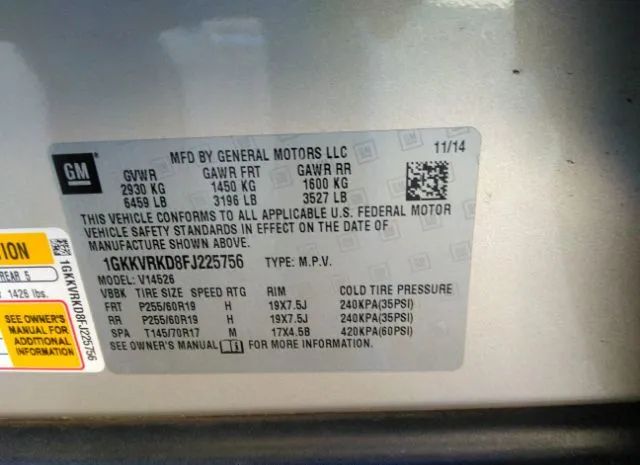 GM
MFD BY GENERAL MOTORS LLC 11/14
GVWR GAWR FRT GAWR RR
2930 KG 1450 KG 1600 KG
6459 LB 3196 LB 3527 LB
THIS VEHICLE CONFORMS TO ALL APPLICABLE U.S. FEDERAL MOTOR
VEHICLE SAFETY STANDARDS IN EFFECT ON THE DATE OF
MANUFACTURE SHOWN ABOVE.
1GKKVRKD8FJ225756 TYPE: M.P.V.
MODEL: V14526
VBBK TIRE SIZE SPEED RTG RIM COLD TIRE PRESSURE
FRT P255/60R19 H 19X7.5J 240KPA(35PSI)
RR P255/60R19 H 19X7.5J 240KPA(35PSI)
SPA T145/70R17 M 17X4.5B 420KPA(60PSI)
SEE OWNER'S MANUAL FOR MORE INFORMATION.
TION
REAR 5
1426 lbs.
SEE OWNER'S
MANUAL FOR
ADDITIONAL
INFORMATION
1GKKVRKD8FJ225756